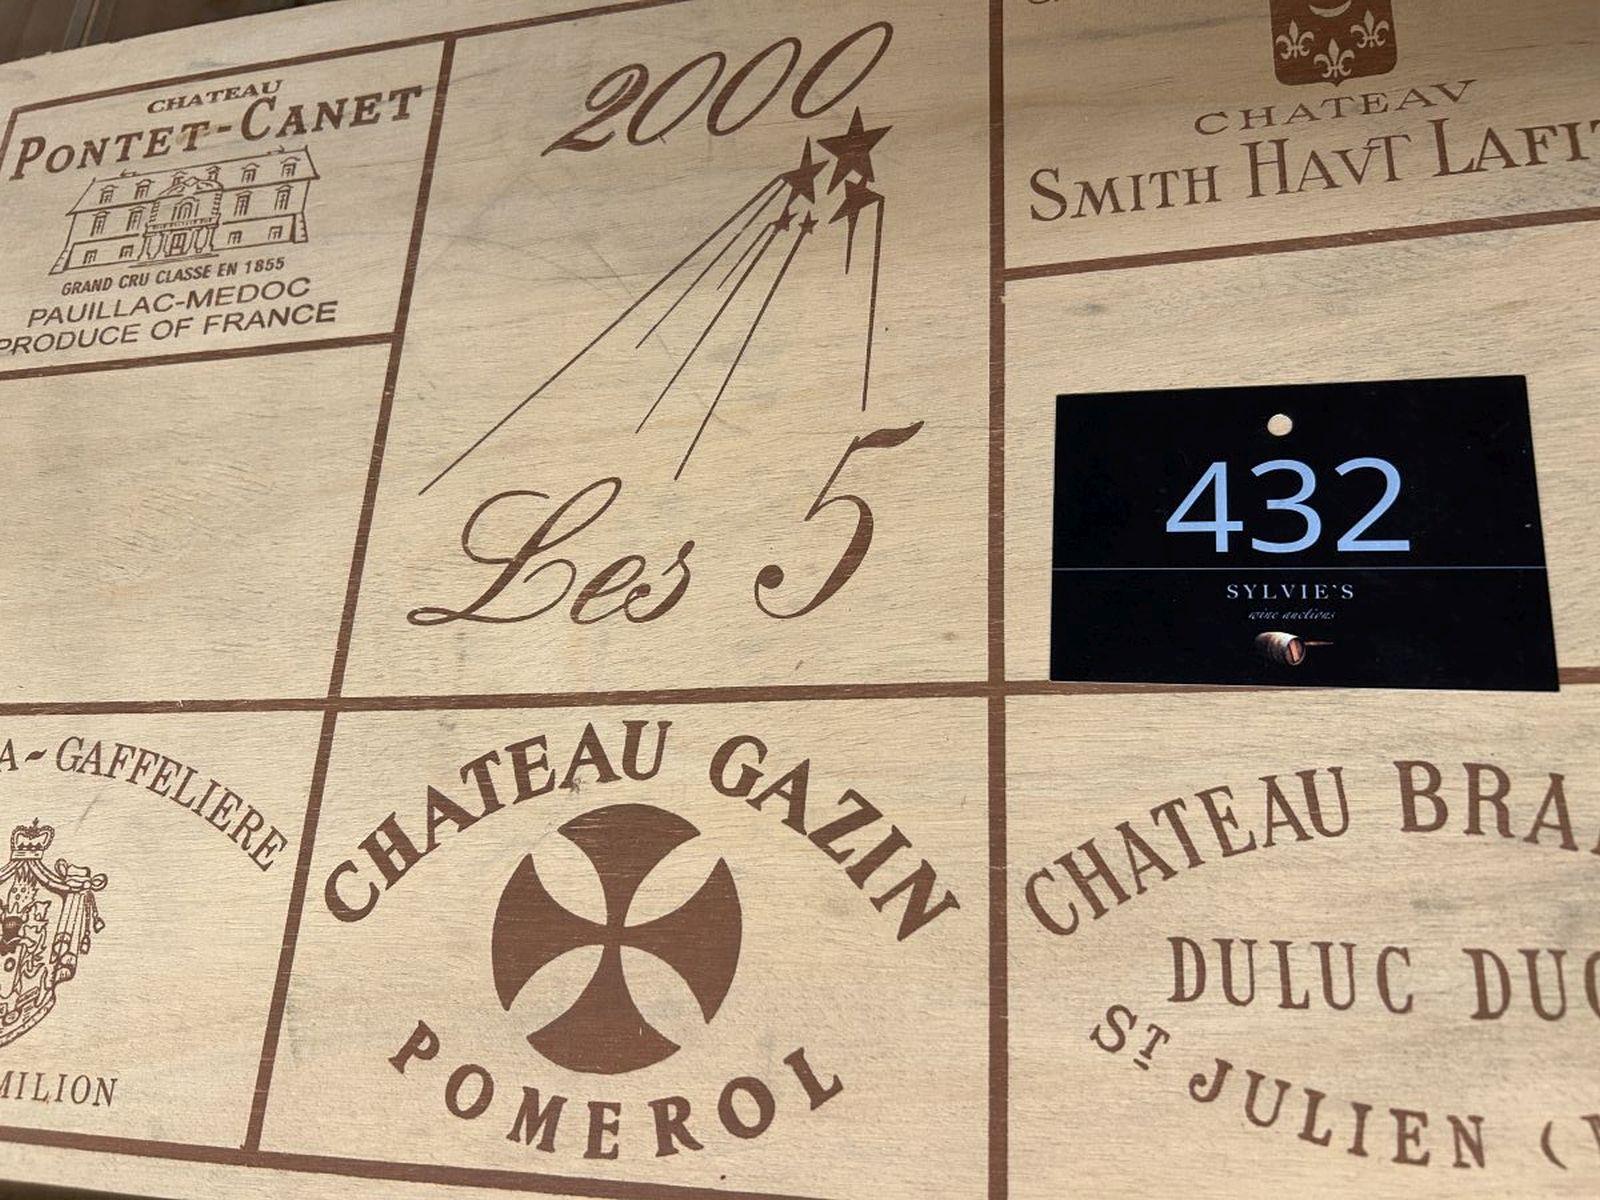 CHATEAU
PONTET-CANET
GRAND CRU CLASSE EN 1855
PAUILLAC-MEDOC
PRODUCE OF FRANCE
2000
Les 5
CHATEAV
SMITH HAVT LAFIT
432
SYLVIE`S
wine auctions
A-GAFFELIERE
MILION
CHATEAU GAZIN
POMEROL
CHATEAU BRA
DULUC DUC
ST JULIEN (